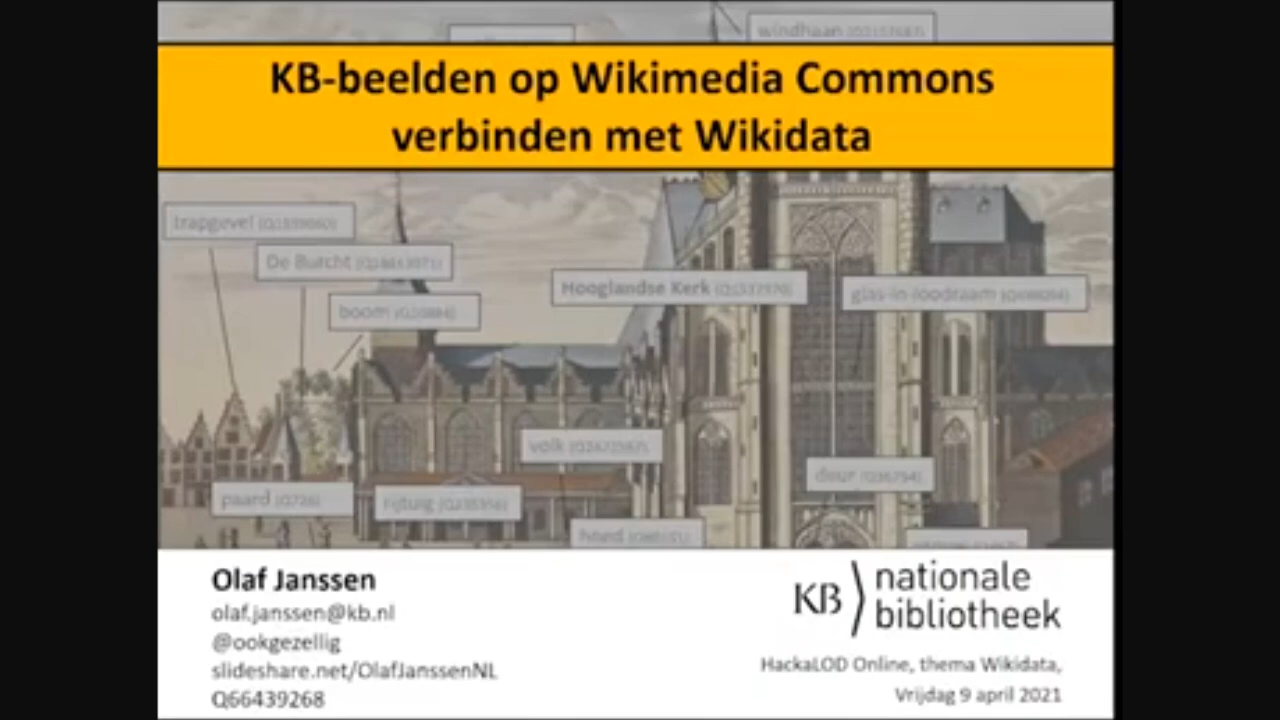 windhaan
KB-beelden op Wikimedia Commons
verbinden met Wikidata
trapgevel
De Burcht
boom
Hooglandse Kerk
glas-in-loodraam
volk
deur
paard (Q726)
rijtuig
hoed
Olaf Janssen
olaf.janssen@kb.nl
@ookgezellig
slideshare.net/OlafJanssenNL
Q66439268
KB nationale
bibliotheek
HackaLOD Online, thema Wikidata,
Vrijdag 9 april 2021